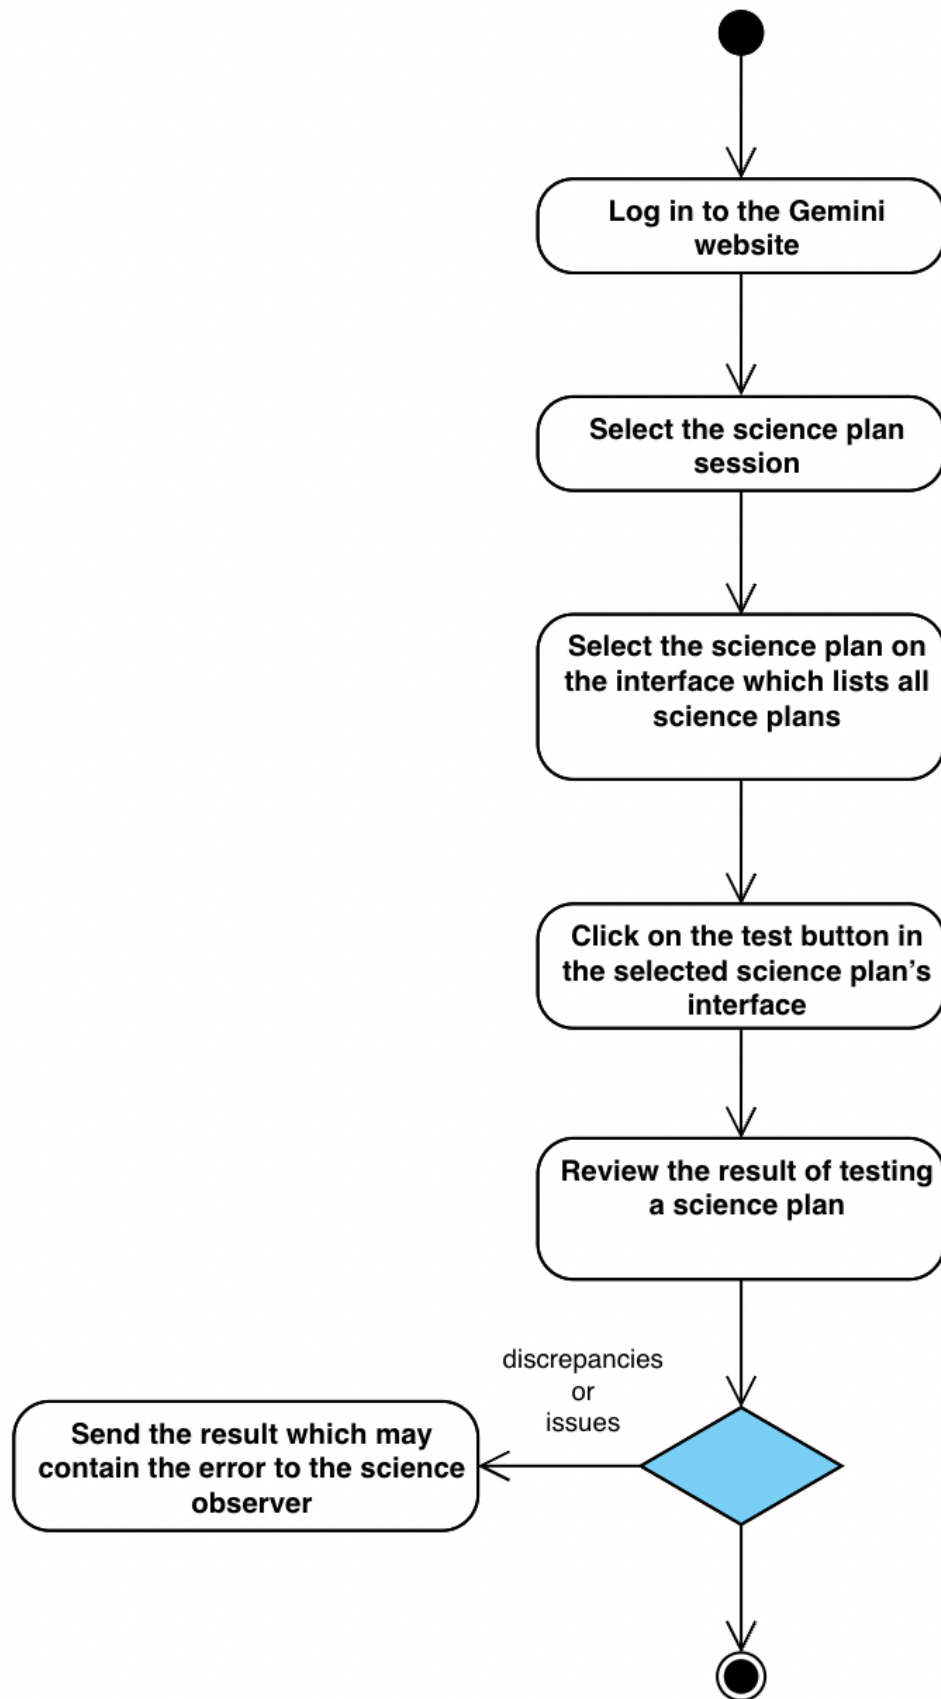 Log in to the Gemini
website
Select the science plan
session
Select the science plan on
the interface which lists all
science plans
Click on the test button in
the selected science plan’s
interface
Review the result of testing
a science plan
discrepancies
or
issues
Send the result which may
contain the error to the science
observer